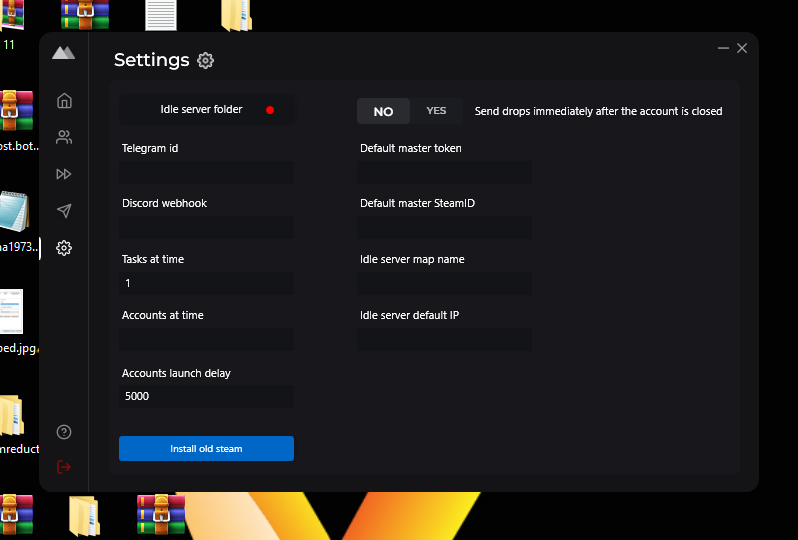 11
Settings
Idle server folder
NO
YES
Send drops immediately after the account is closed
Telegram id
Default master token
Discord webhook
Default master SteamID
ost.bot..
Tasks at time
1
Idle server map name
na1973..
Accounts at time
Idle server default IP
ped.jpg
Accounts launch delay
5000
mreduct
Install old steam